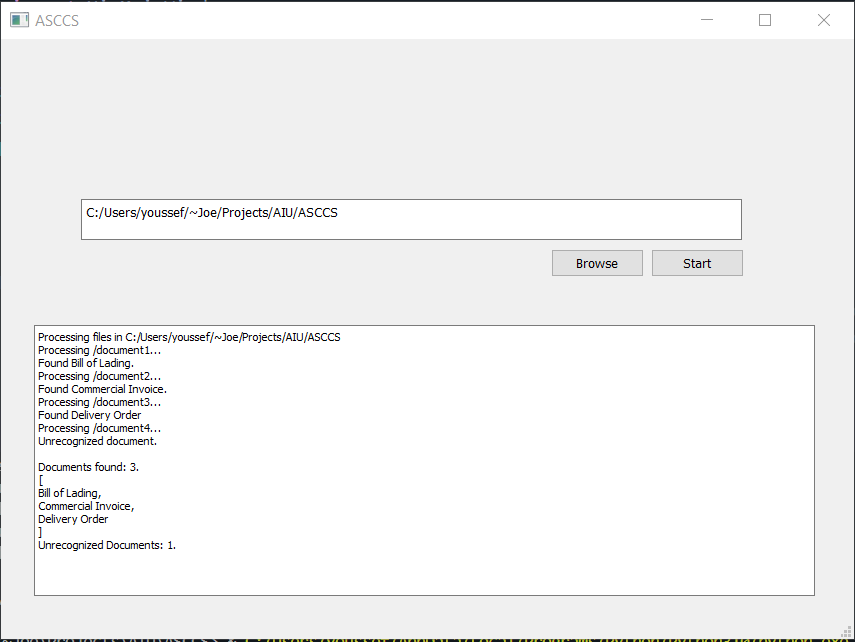 ASCCS
C:/Users/youssef/~Joe/Projects/AIU/ASCCS
Browse
Start
Processing files in C:/Users/youssef/~Joe/Projects/AIU/ASCCS
Processing /document1...
Found Bill of Lading.
Processing /document2...
Found Commercial Invoice.
Processing /document3...
Found Delivery Order
Processing /document4...
Unrecognized document.
Documents found: 3.
[
Bill of Lading,
Commercial Invoice,
Delivery Order
]
Unrecognized Documents: 1.